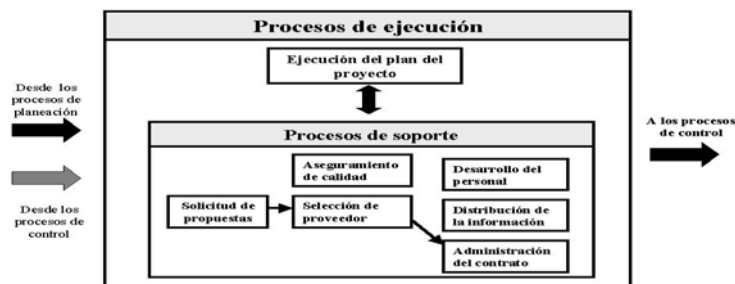 Procesos de ejecución
Ejecución del plan del
proyecto
Desde los
procesos de
planeación
Desde los
procesos de
control
A los procesos
de control
Procesos de soporte
Aseguramiento
de calidad
Desarrollo del
personal
Solicitud de
propuestas
Selección de
proveedor
Distribución de
la información
Administración
del contrato